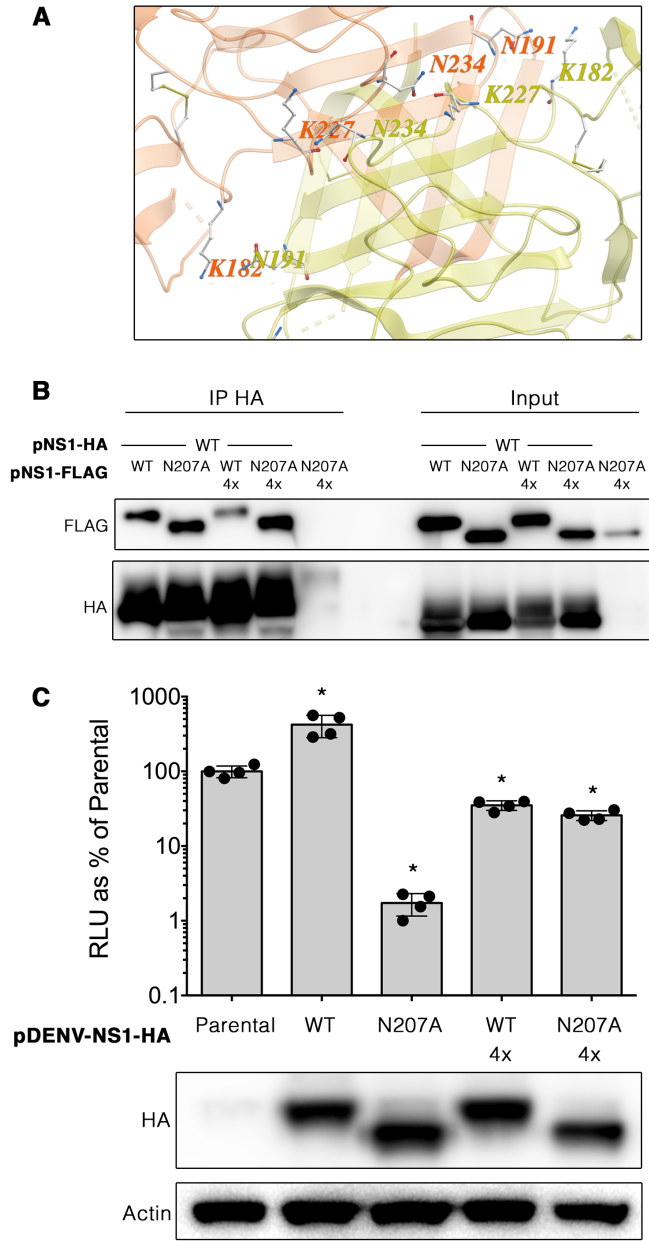 A
N191
N234
K182
K227
K227
N234
K182
N191
B
IP HA
Input
pNS1-HA
WT
WT
pNS1-FLAG
WT N207A WT N207A N207A
4x 4x 4x
WT N207A WT N207A N207A
4x 4x 4x
FLAG
HA
C
RLU as % of Parental
1000
100
10
1
0.1
*
*
*
*
Parental WT N207A WT N207A
4x 4x
pDENV-NS1-HA
HA
Actin